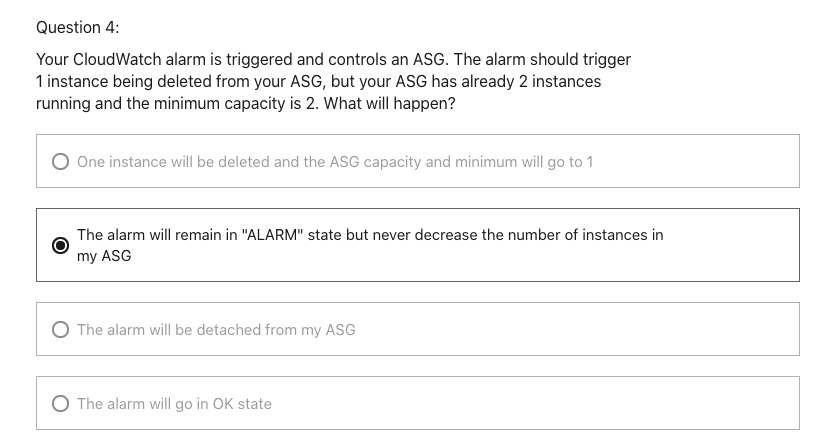 Question 4:
Your CloudWatch alarm is triggered and controls an ASG. The alarm should trigger
1 instance being deleted from your ASG, but your ASG has already 2 instances
running and the minimum capacity is 2. What will happen?
One instance will be deleted and the ASG capacity and minimum will go to 1
The alarm will remain in "ALARM" state but never decrease the number of instances in
my ASG
The alarm will be detached from my ASG
The alarm will go in OK state